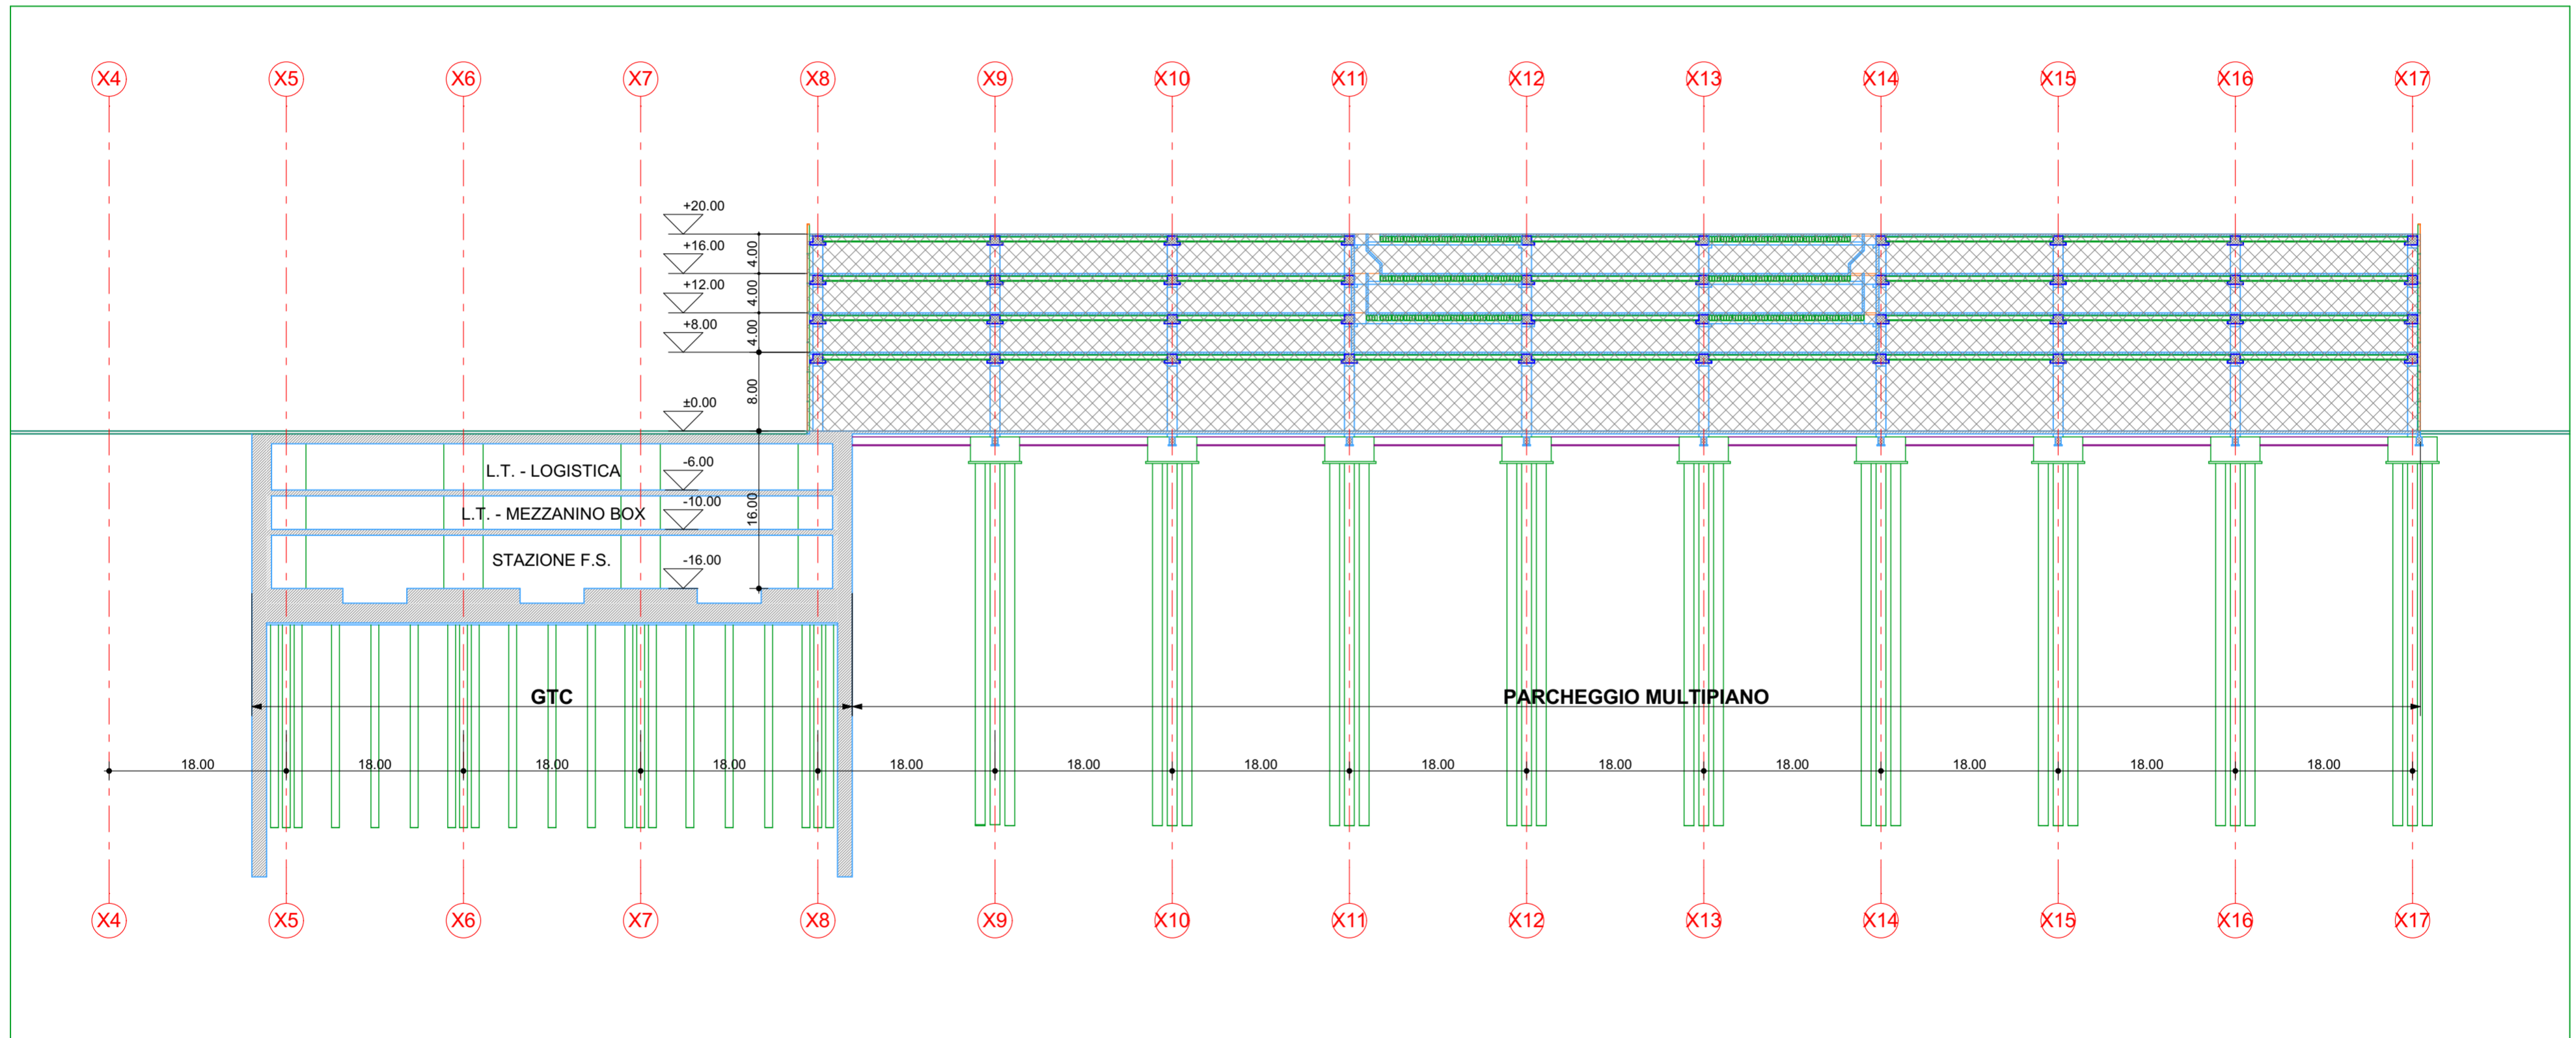 X4 X5 X6 X7 X8 X9 X10 X11 X12 X13 X14 X15 X16 X17
+20.00
4.00
+16.00
4.00
+12.00
4.00
+8.00
8.00
±0.00
L.T. - LOGISTICA
-6.00
16.00
L.T. - MEZZANINO BOX
-10.00
STAZIONE F.S.
-16.00
GTC
PARCHEGGIO MULTIPIANO
18.00 18.00 18.00 18.00 18.00 18.00 18.00 18.00 18.00 18.00 18.00 18.00 18.00
X4 X5 X6 X7 X8 X9 X10 X11 X12 X13 X14 X15 X16 X17